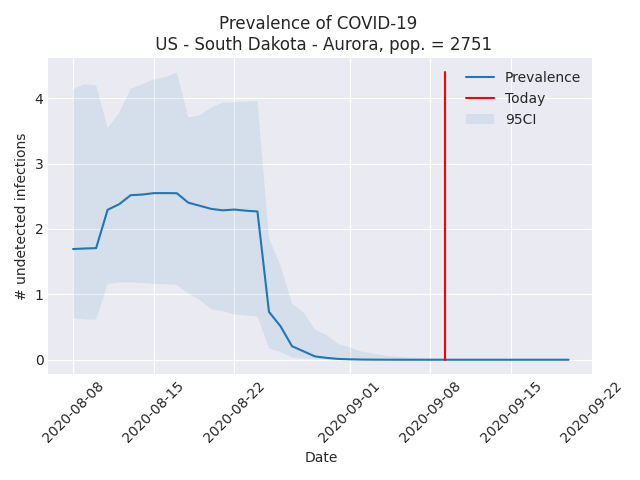 Prevalence of COVID-19
US - South Dakota - Aurora, pop. = 2751
Prevalence
Today
95CI
# undetected infections
4
3
2
1
0
2020-08-08
2020-08-15
2020-08-22
2020-09-01
2020-09-08
2020-09-15
2020-09-22
Date